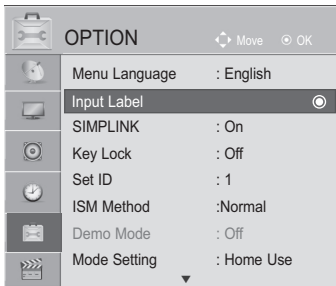 OPTION Move OK
Menu Language : English
Input Label
SIMPLINK : On
Key Lock : Off
Set ID : 1
ISM Method :Normal
Demo Mode : Off
Mode Setting : Home Use